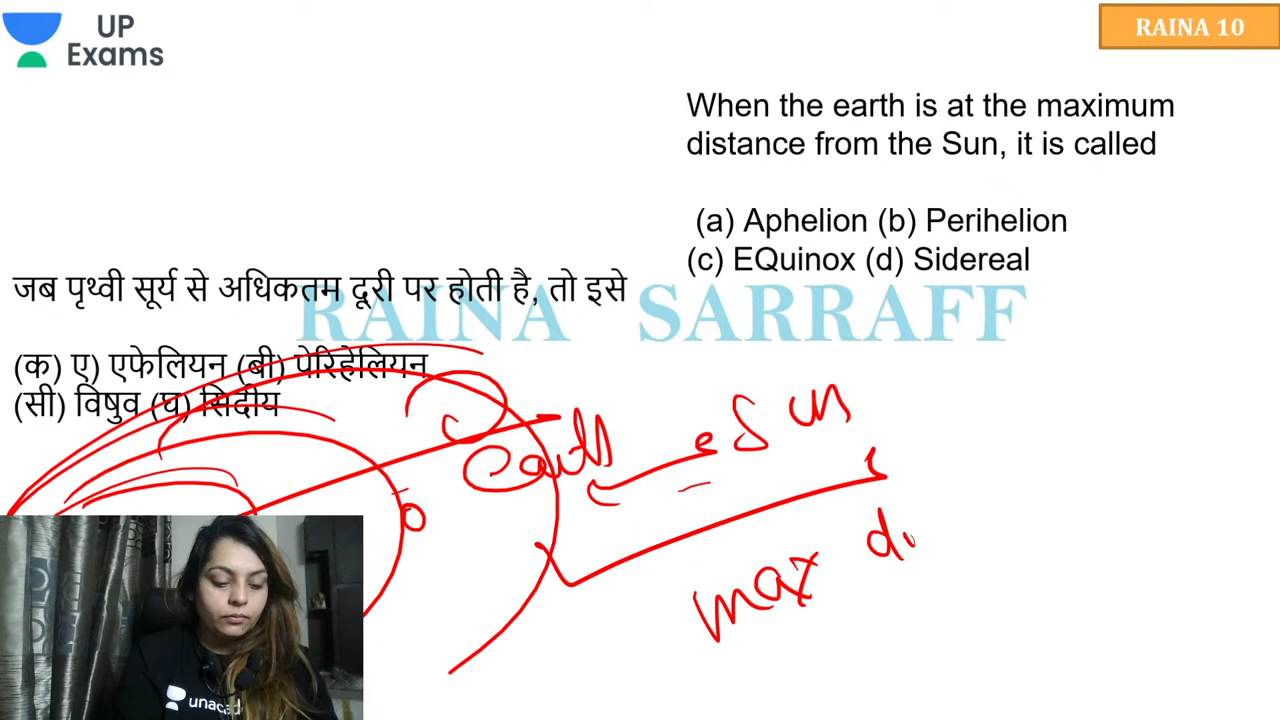 UP
Exams
RAINA 10
When the earth is at the maximum
distance from the Sun, it is called
(a) Aphelion (b) Perihelion
(c) EQuinox (d) Sidereal
जब पृथ्वी सूर्य से अधिकतम दूरी पर होती है, तो इसे
RAINA SARRAFF
(क) ए) एफेलियन (बी) पेरिहेलियन
(सी) विषुव (घ) सिदीय
Sun
Earth
max
unacad